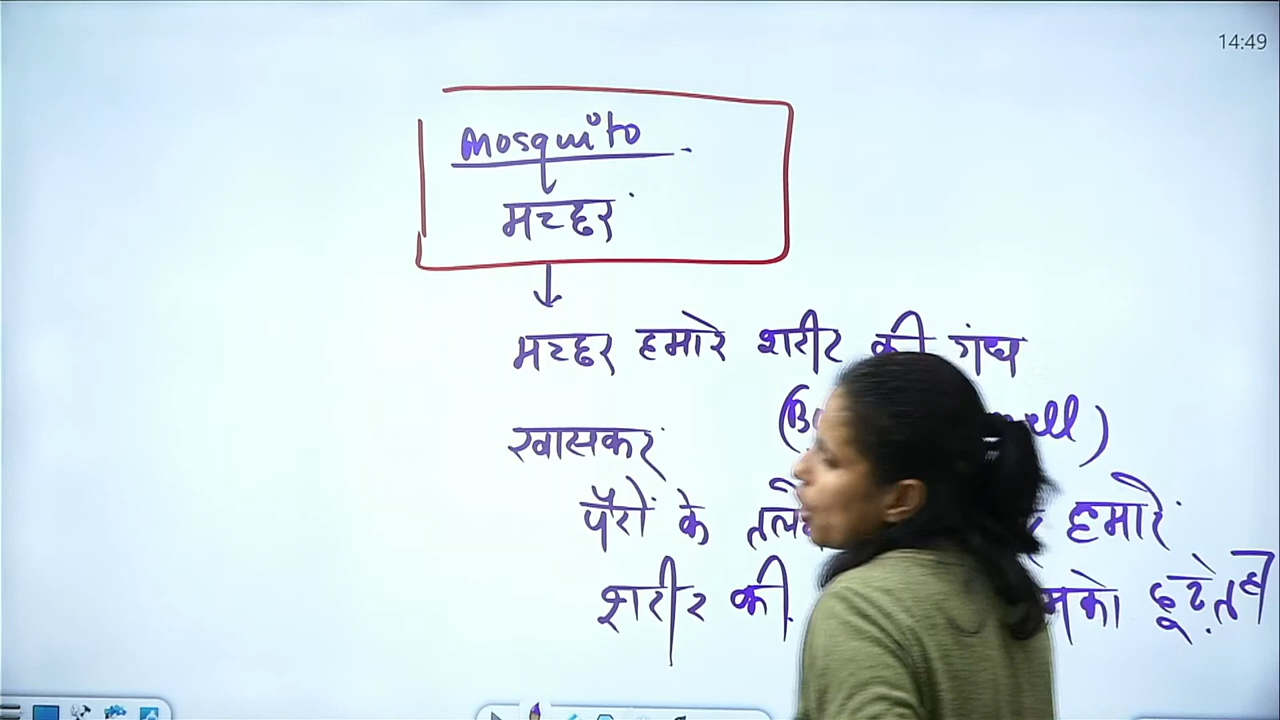 14:49
Mosquito
मच्छर
मच्छर हमारे शरीर की गंध
खासकर
पैरों के हमारे
शरीर की ढूढ़ते है